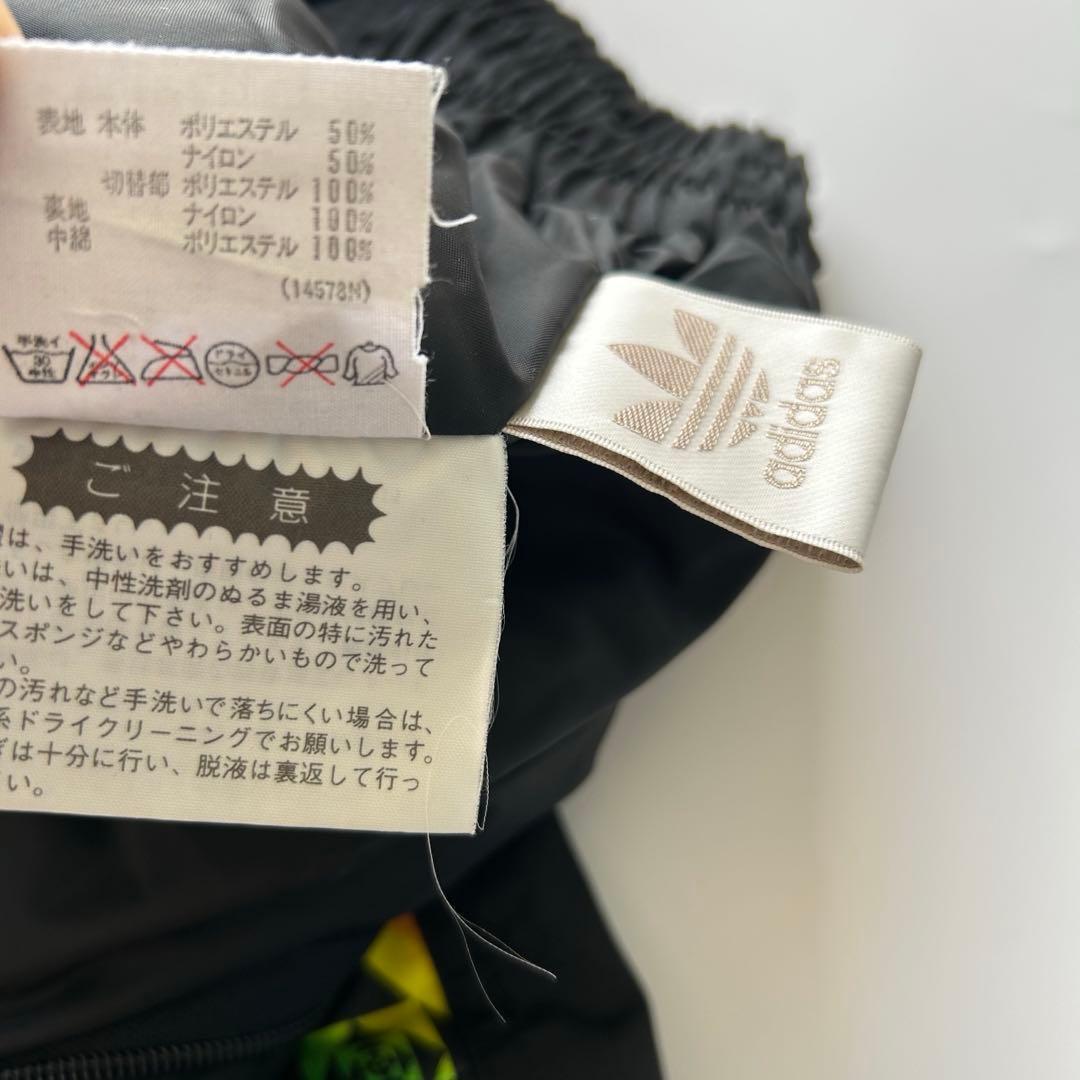 表地 本体 ポリエステル 50%
ナイロン 50%
切替部 ポリエステル 100%
裏地 ナイロン 100%
中綿 ポリエステル 100%
(14578N)
手洗イ
30
中性
ドライ
セキユ系
adidas
ご注意
は、手洗いをおすすめします。
いは、中性洗剤のぬるま湯液を用い、
洗いをして下さい。表面の特に汚れた
スポンジなどやわらかいもので洗って
い。
の汚れなど手洗いで落ちにくい場合は、
系ドライクリーニングでお願いします。
ぎは十分に行い、脱液は裏返して行っ
い。